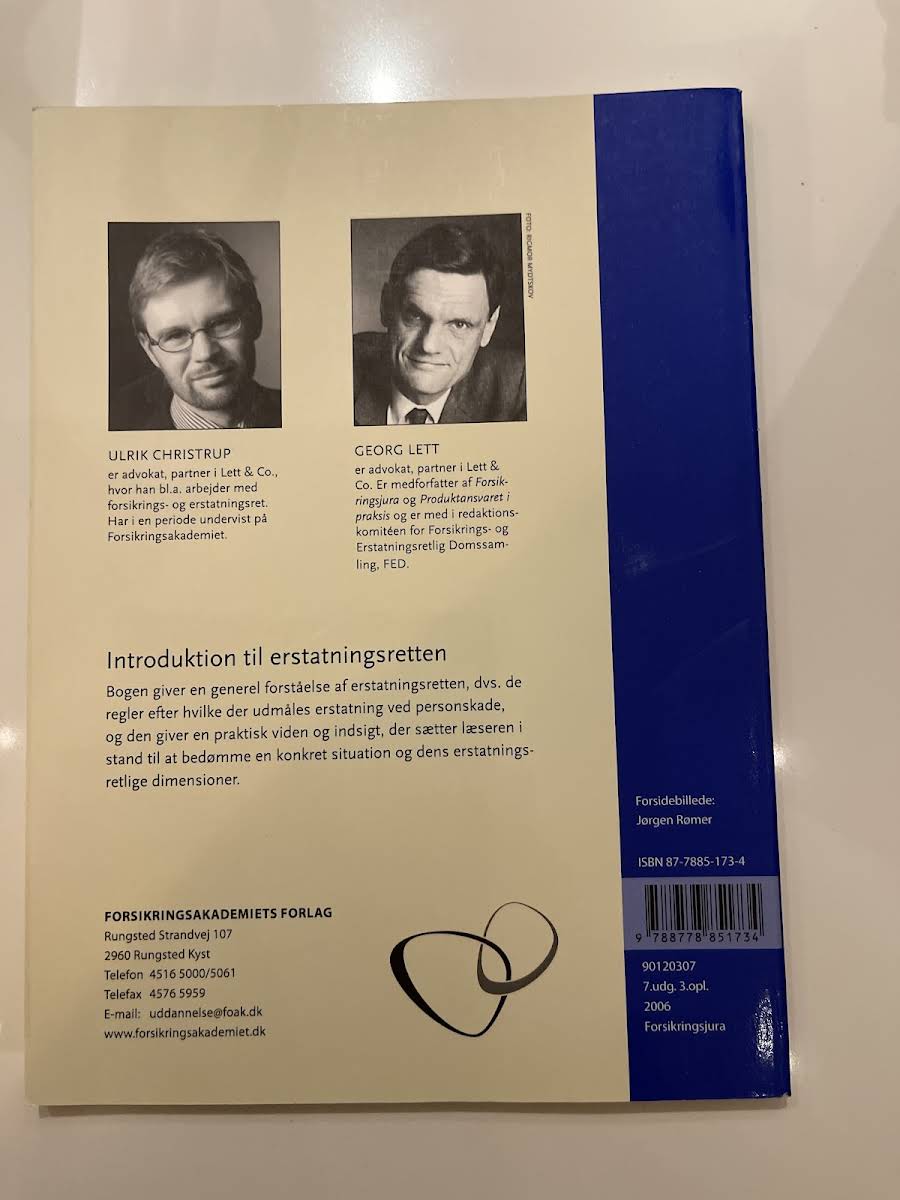 FOTO: RIGMOR MYDTSKOV
ULRIK CHRISTRUP
er advokat, partner i Lett & Co.,
hvor han bl.a. arbejder med
forsikrings- og erstatningsret.
Har i en periode undervist på
Forsikringsakademiet.
GEORG LETT
er advokat, partner i Lett &
Co. Er medforfatter af Forsik-
ringsjura og Produktansvaret i
praksis og er med i redaktions-
komitéen for Forsikrings- og
Erstatningsretlig Domssam-
ling, FED.
Introduktion til erstatningsretten
Bogen giver en generel forståelse af erstatningsretten, dvs. de
regler efter hvilke der udmåles erstatning ved personskade,
og den giver en praktisk viden og indsigt, der sætter læseren i
stand til at bedømme en konkret situation og dens erstatnings-
retlige dimensioner.
FORSIKRINGSAKADEMIETS FORLAG
Rungsted Strandvej 107
2960 Rungsted Kyst
Telefon 4516 5000/5061
Telefax 4576 5959
E-mail: uddannelse@foak.dk
www.forsikringsakademiet.dk
Forsidebillede:
Jørgen Rømer
ISBN 87-7885-173-4
9 788778 851734
90120307
7.udg. 3.opl.
2006
Forsikringsjura